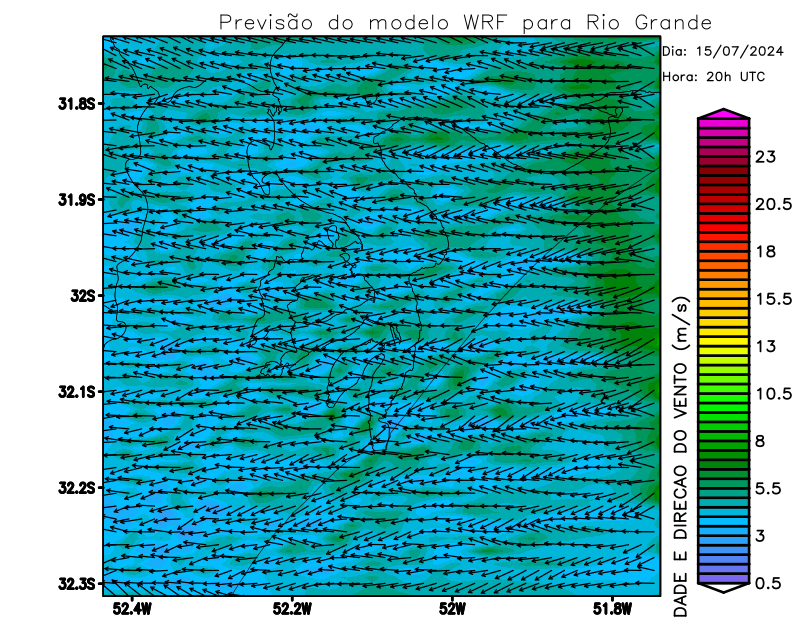 Previsão do modelo WRF para Rio Grande
Dia: 15/07/2024
Hora: 20h UTC
31.8S
31.9S
32S
32.1S
32.2S
32.3S
52.4W
52.2W
52W
51.8W
23
20.5
18
15.5
13
10.5
8
5.5
3
0.5
DADE E DIRECAO DO VENTO (m/s)